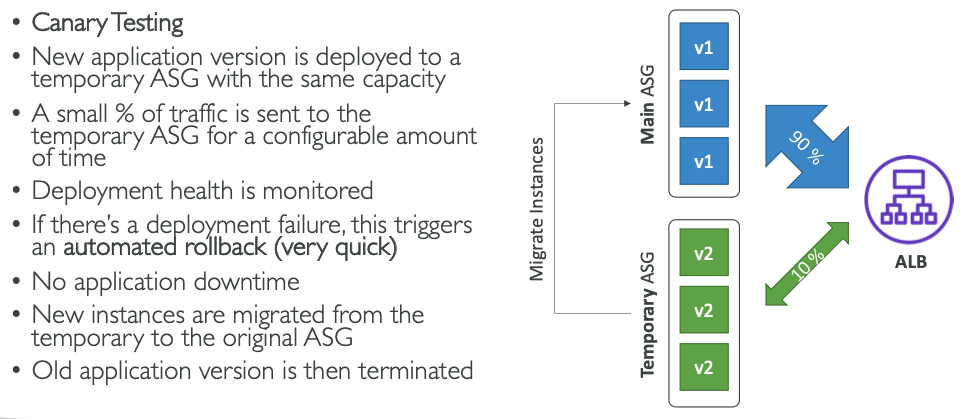 • Canary Testing
• New application version is deployed to a
temporary ASG with the same capacity
• A small % of traffic is sent to the
temporary ASG for a configurable amount
of time
• Deployment health is monitored
• If there's a deployment failure, this triggers
an automated rollback (very quick)
• No application downtime
• New instances are migrated from the
temporary to the original ASG
• Old application version is then terminated
Migrate Instances
Main ASG
v1
v1
v1
90 %
Temporary ASG
v2
v2
v2
10 %
ALB